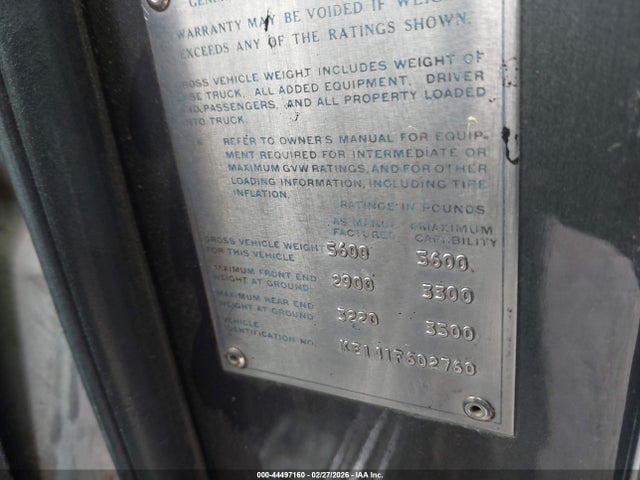 WARRANTY MAY BE VOIDED IF
EXCEEDS ANY OF THE RATINGS SHOWN.
GROSS VEHICLE WEIGHT INCLUDES WEIGHT OF
BASE TRUCK, ALL ADDED EQUIPMENT, DRIVER
AND PASSENGERS, AND ALL PROPERTY LOADED
INTO TRUCK.
REFER TO OWNER'S MANUAL FOR EQUIP-
MENT REQUIRED FOR INTERMEDIATE OR
MAXIMUM GVW RATINGS, AND FOR OTHER
LOADING INFORMATION, INCLUDING TIRE
INFLATION.
RATINGS IN POUNDS
AS MANU- MAXIMUM
FACTURED CAPABILITY
GROSS VEHICLE WEIGHT
FOR THIS VEHICLE 5600 5600
MAXIMUM FRONT END
WEIGHT AT GROUND 2900 3300
MAXIMUM REAR END
WEIGHT AT GROUND 3220 3500
VEHICLE
IDENTIFICATION NO. KE141F602760
000-44497160 - 02/27/2026 - IAA Inc.